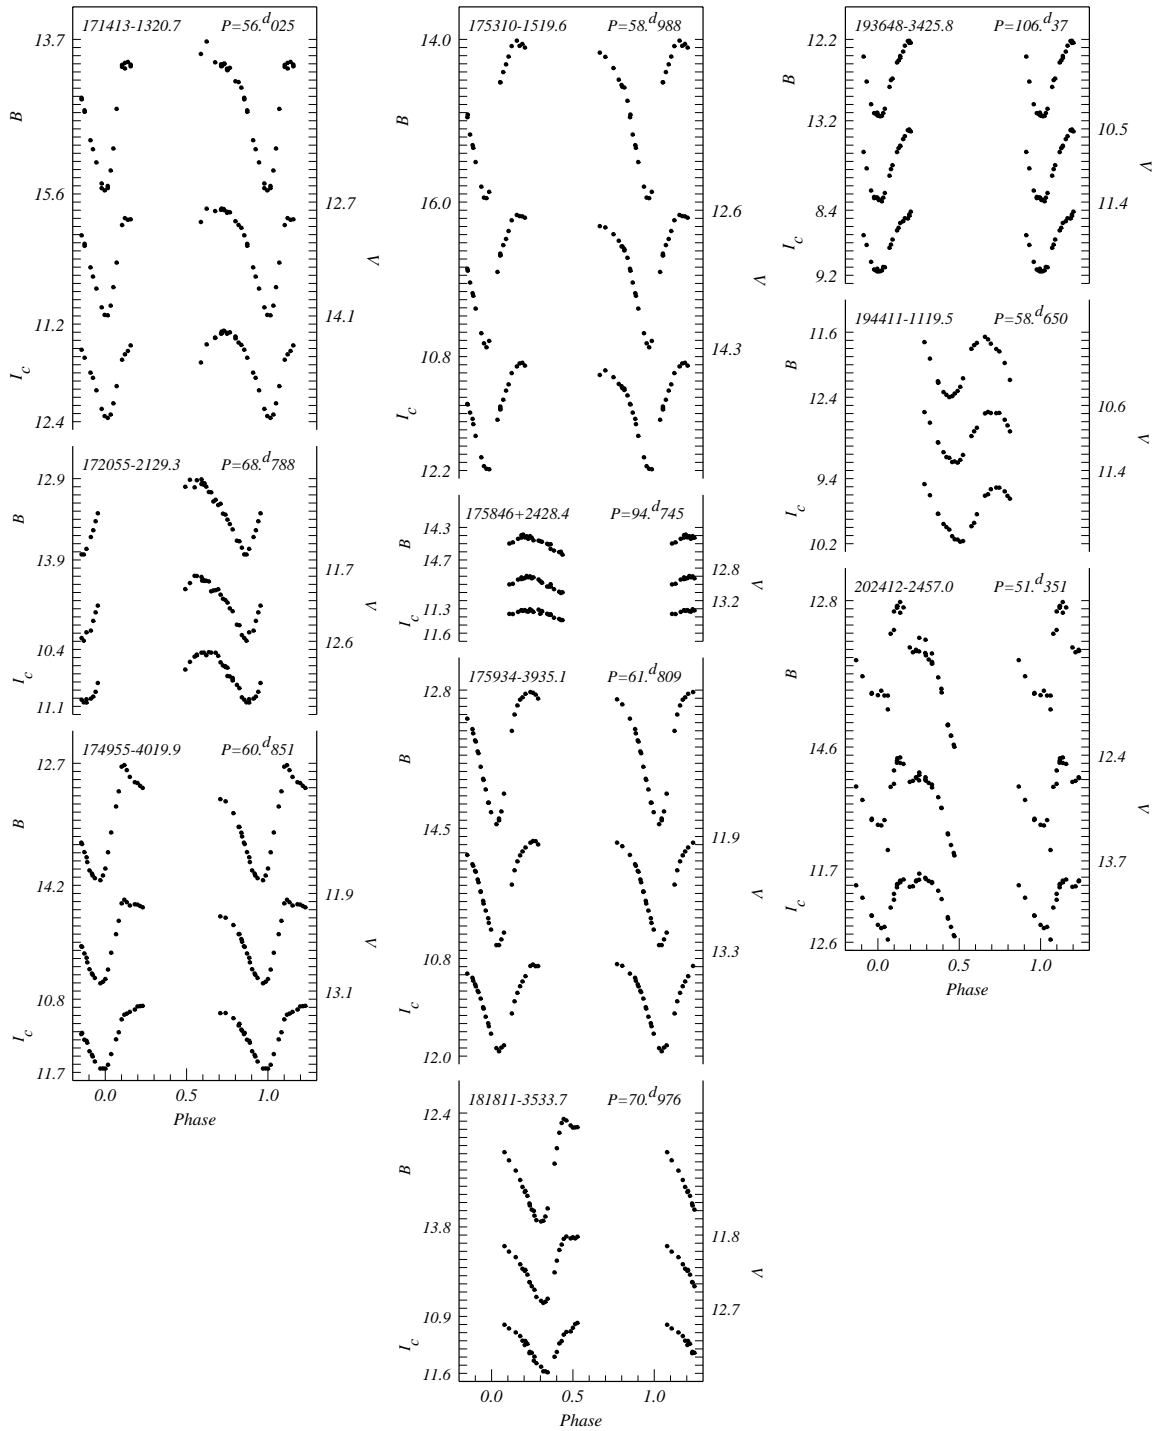 171413-1320.7 P=56.d025
13.7
B
15.6
12.7
V
14.1
11.2
Ic
12.4
172055-2129.3 P=68.d788
12.9
B
13.9
11.7
V
12.6
10.4
Ic
11.1
174955-4019.9 P=60.d851
12.7
B
14.2
11.9
V
13.1
10.8
Ic
11.7
0.0 0.5 1.0
Phase
175310-1519.6 P=58.d988
14.0
B
16.0
12.6
V
14.3
10.8
Ic
12.2
175846+2428.4 P=94.d745
14.3
B
14.7
12.8
V
13.2
11.3
Ic
11.6
175934-3935.1 P=61.d809
12.8
B
14.5
11.9
V
13.3
10.8
Ic
12.0
181811-3533.7 P=70.d976
12.4
B
13.8
11.8
V
12.7
10.9
Ic
11.6
0.0 0.5 1.0
Phase
193648-3425.8 P=106.d37
12.2
B
13.2
10.5
V
11.4
8.4
Ic
9.2
194411-1119.5 P=58.d650
11.6
B
12.4
10.6
V
11.4
9.4
Ic
10.2
202412-2457.0 P=51.d351
12.8
B
14.6
12.4
V
13.7
11.7
Ic
12.6
0.0 0.5 1.0
Phase